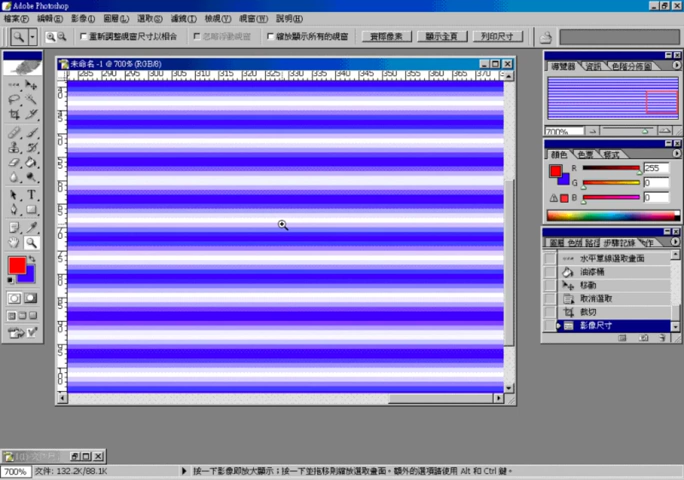 Adobe Photoshop
檔案(F) 編輯(E) 影像(I) 圖層(L) 選取(S) 濾鏡(T) 檢視(V) 視窗(W) 說明(H)
重新調整視窗尺寸以相合 忽略浮動視窗 縮放顯示所有的視窗 實際像素 顯示全頁 列印尺寸
未命名 -1 @ 700% (RGB/8)
285 290 295 300 305 310 315 320 325 330 335 340 345 350 355 360 365 370
導覽器 資訊 色階分佈圖
700%
顏色 色票 樣式
R 255
G 0
B 0
圖層 色版 路徑 步驟記錄 動作
水平單線選取畫面
油漆桶
移動
取消選取
裁切
影像尺寸
700% 文件: 132.2K/88.1K 按一下影像即放大顯示；按一下並拖移則縮放選取畫面。額外的選項請使用 Alt 和 Ctrl 鍵。